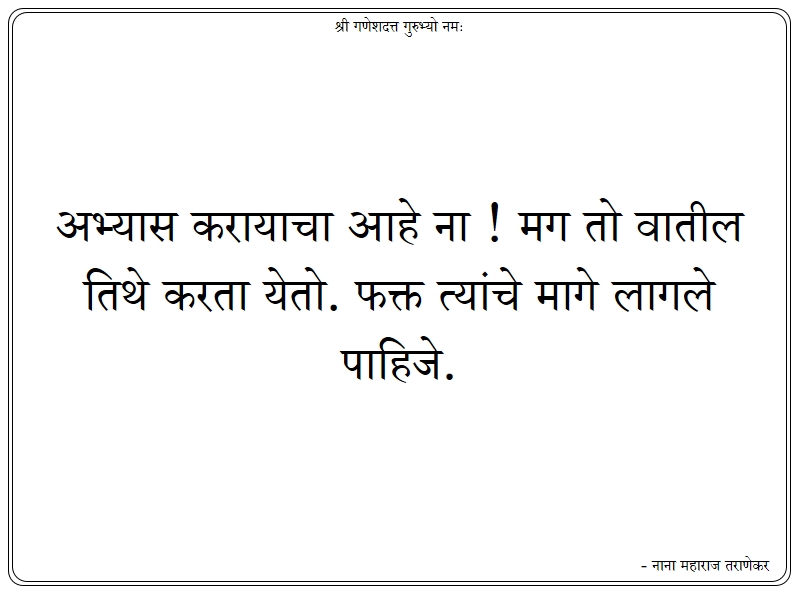 श्री गणेशदत्त गुरुभ्यो नमः
अभ्यास करायाचा आहे ना ! मग तो वातील
तिथे करता येतो. फक्त त्यांचे मागे लागले
पाहिजे.
- नाना महाराज तराणेकर